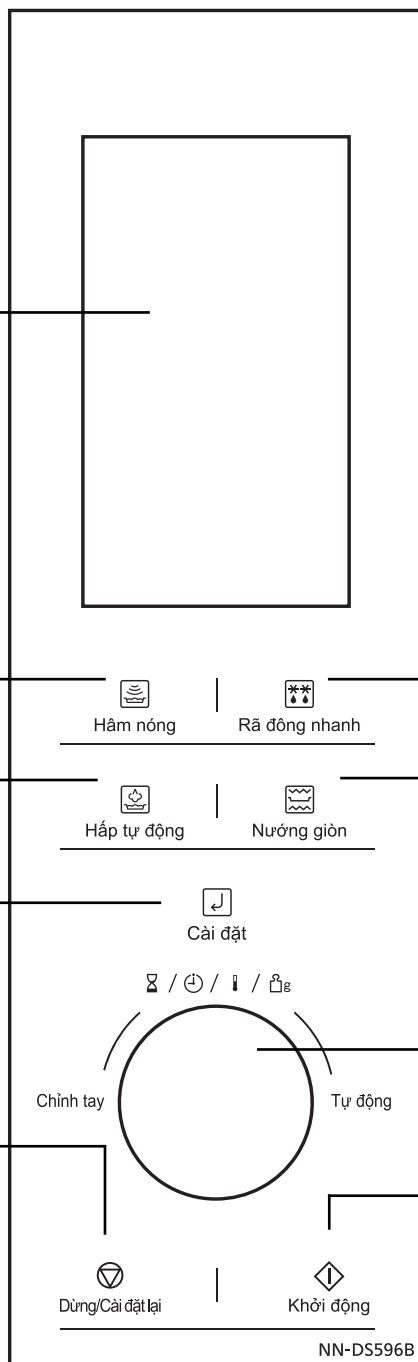 Hâm nóng Rã đông nhanh
Hấp tự động Nướng giòn
Cài đặt
/ / / g
Chỉnh tay Tự động
Dừng/Cài đặt lại Khởi động
NN-DS596B